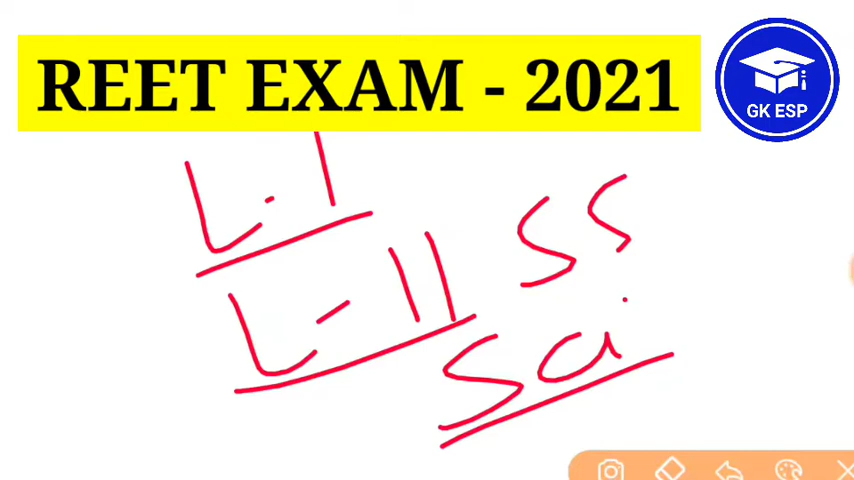 REET EXAM - 2021
GK ESP
L-I
L-II
SS
Sci